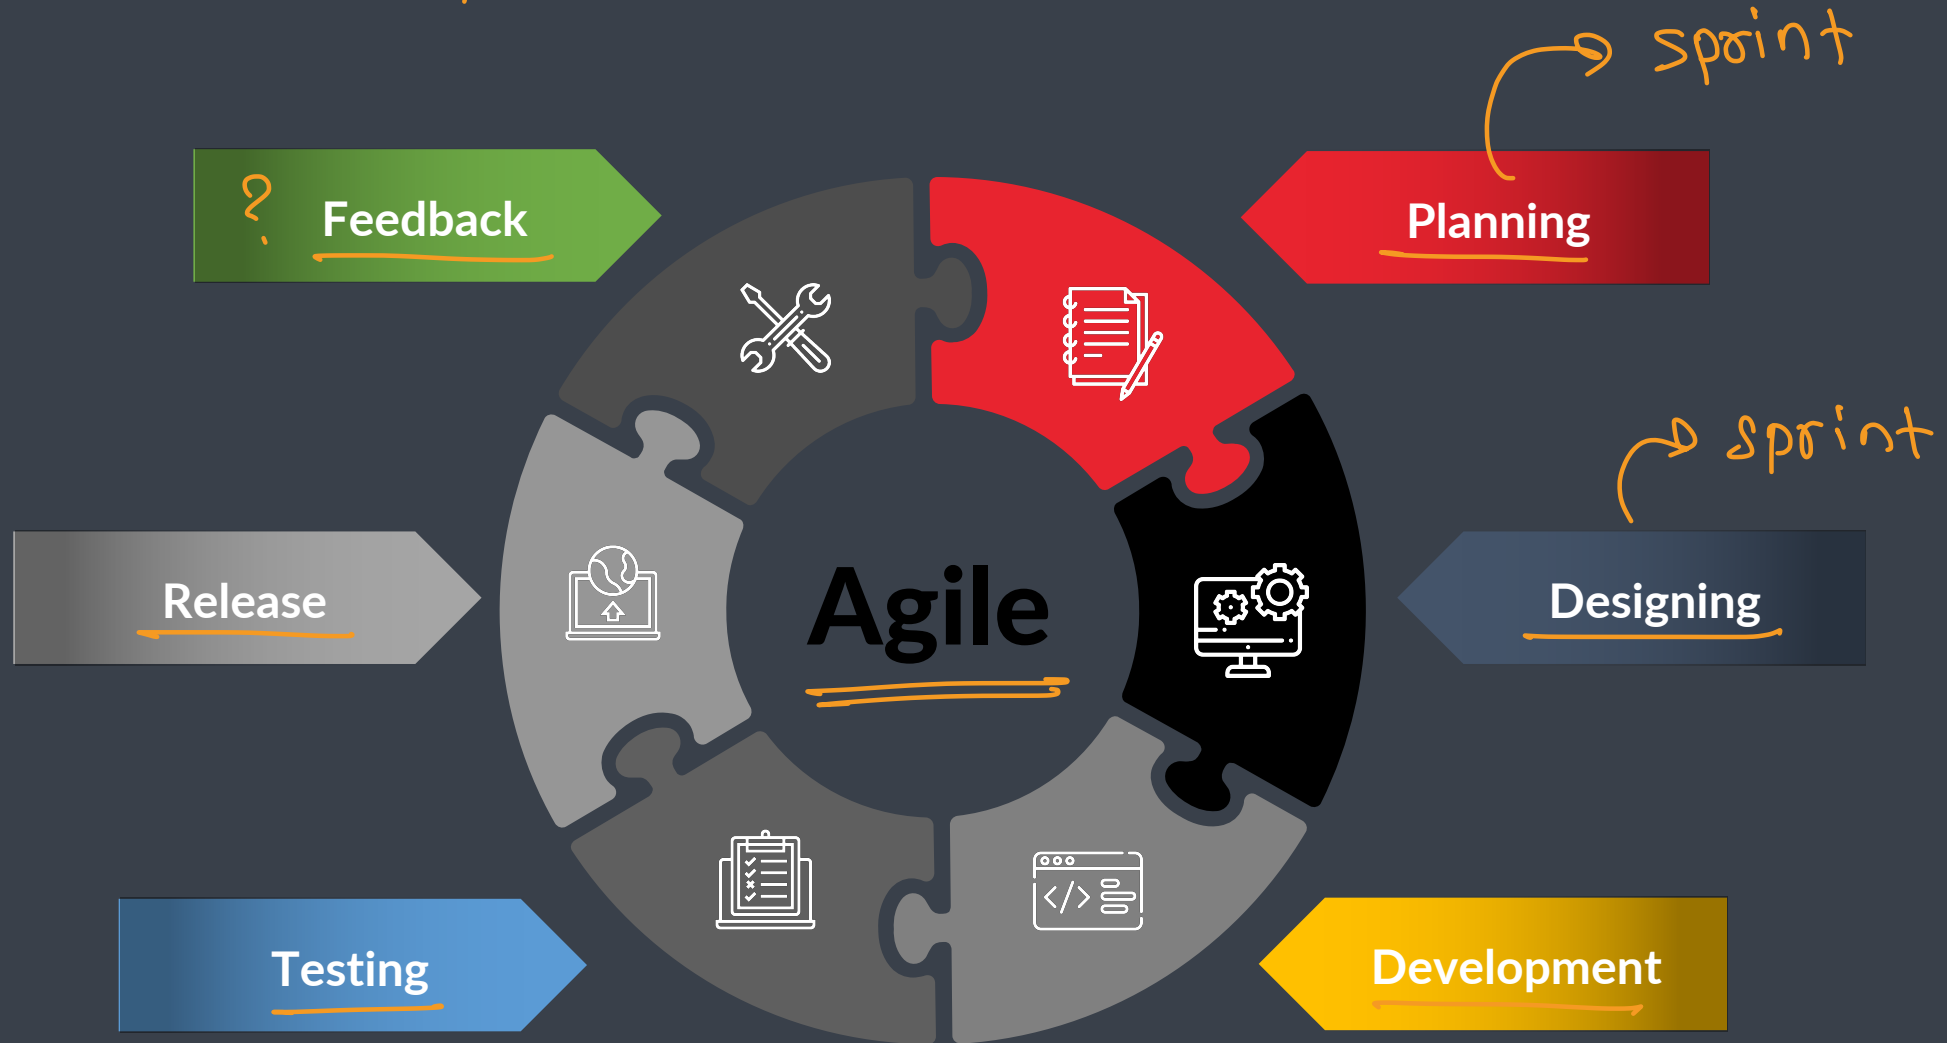 sprint
? Feedback
Planning
sprint
Release
Agile
Designing
Testing
Development